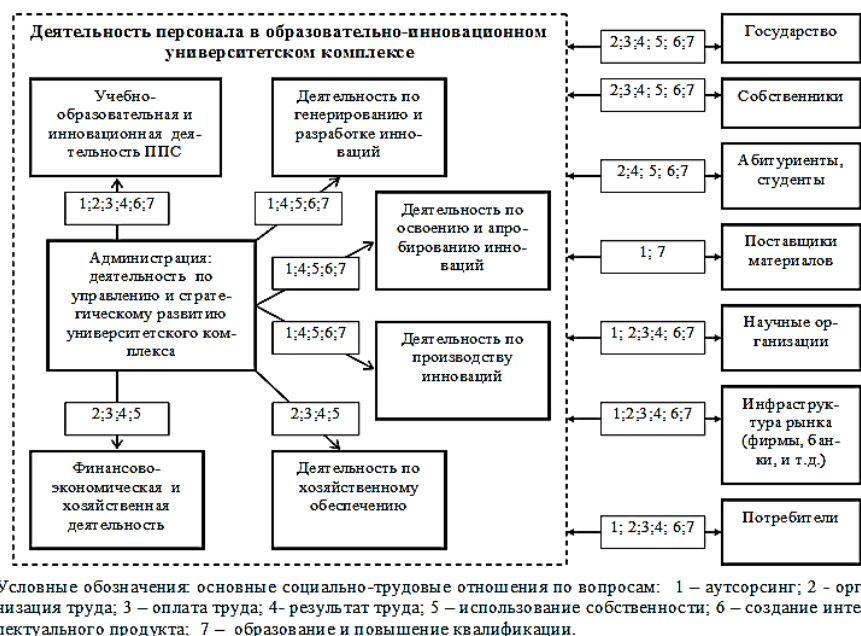 Деятельность персонала в образовательно-инновационном
университетском комплексе
Учебно-
образовательная и
инновационная дея-
тельность ППС
Деятельность по
генерированию и
разработке инно-
ваций
1;2;3;4;6;7
1;4;5;6;7
Деятельность по
освоению и апро-
бированию инно-
ваций
Администрация:
деятельность по
управлению и страте-
гическому развитию
университетского ком-
плекса
1;4;5;6;7
1;4;5;6;7
Деятельность по
производству
инноваций
2;3;4;5
2;3;4;5
Финансово-
экономическая и
хозяйственная
деятельность
Деятельность по
хозяйственному
обеспечению
2;3;4; 5; 6;7
Государство
2;3;4; 5; 6;7
Собственники
2;4; 5; 6;7
Абитуриенты,
студенты
1; 7
Поставщики
материалов
1; 2;3;4; 6;7
Научные ор-
ганизации
1;2;3;4; 6;7
Инфраструк-
тура рынка
(фирмы, бан-
ки, и т.д.)
1; 2;3;4; 6;7
Потребители
Условные обозначения: основные социально-трудовые отношения по вопросам: 1 – аутсорсинг; 2 - орг
низация труда; 3 – оплата труда; 4- результат труда; 5 – использование собственности; 6 – создание инте
лектуального продукта; 7 – образование и повышение квалификации.